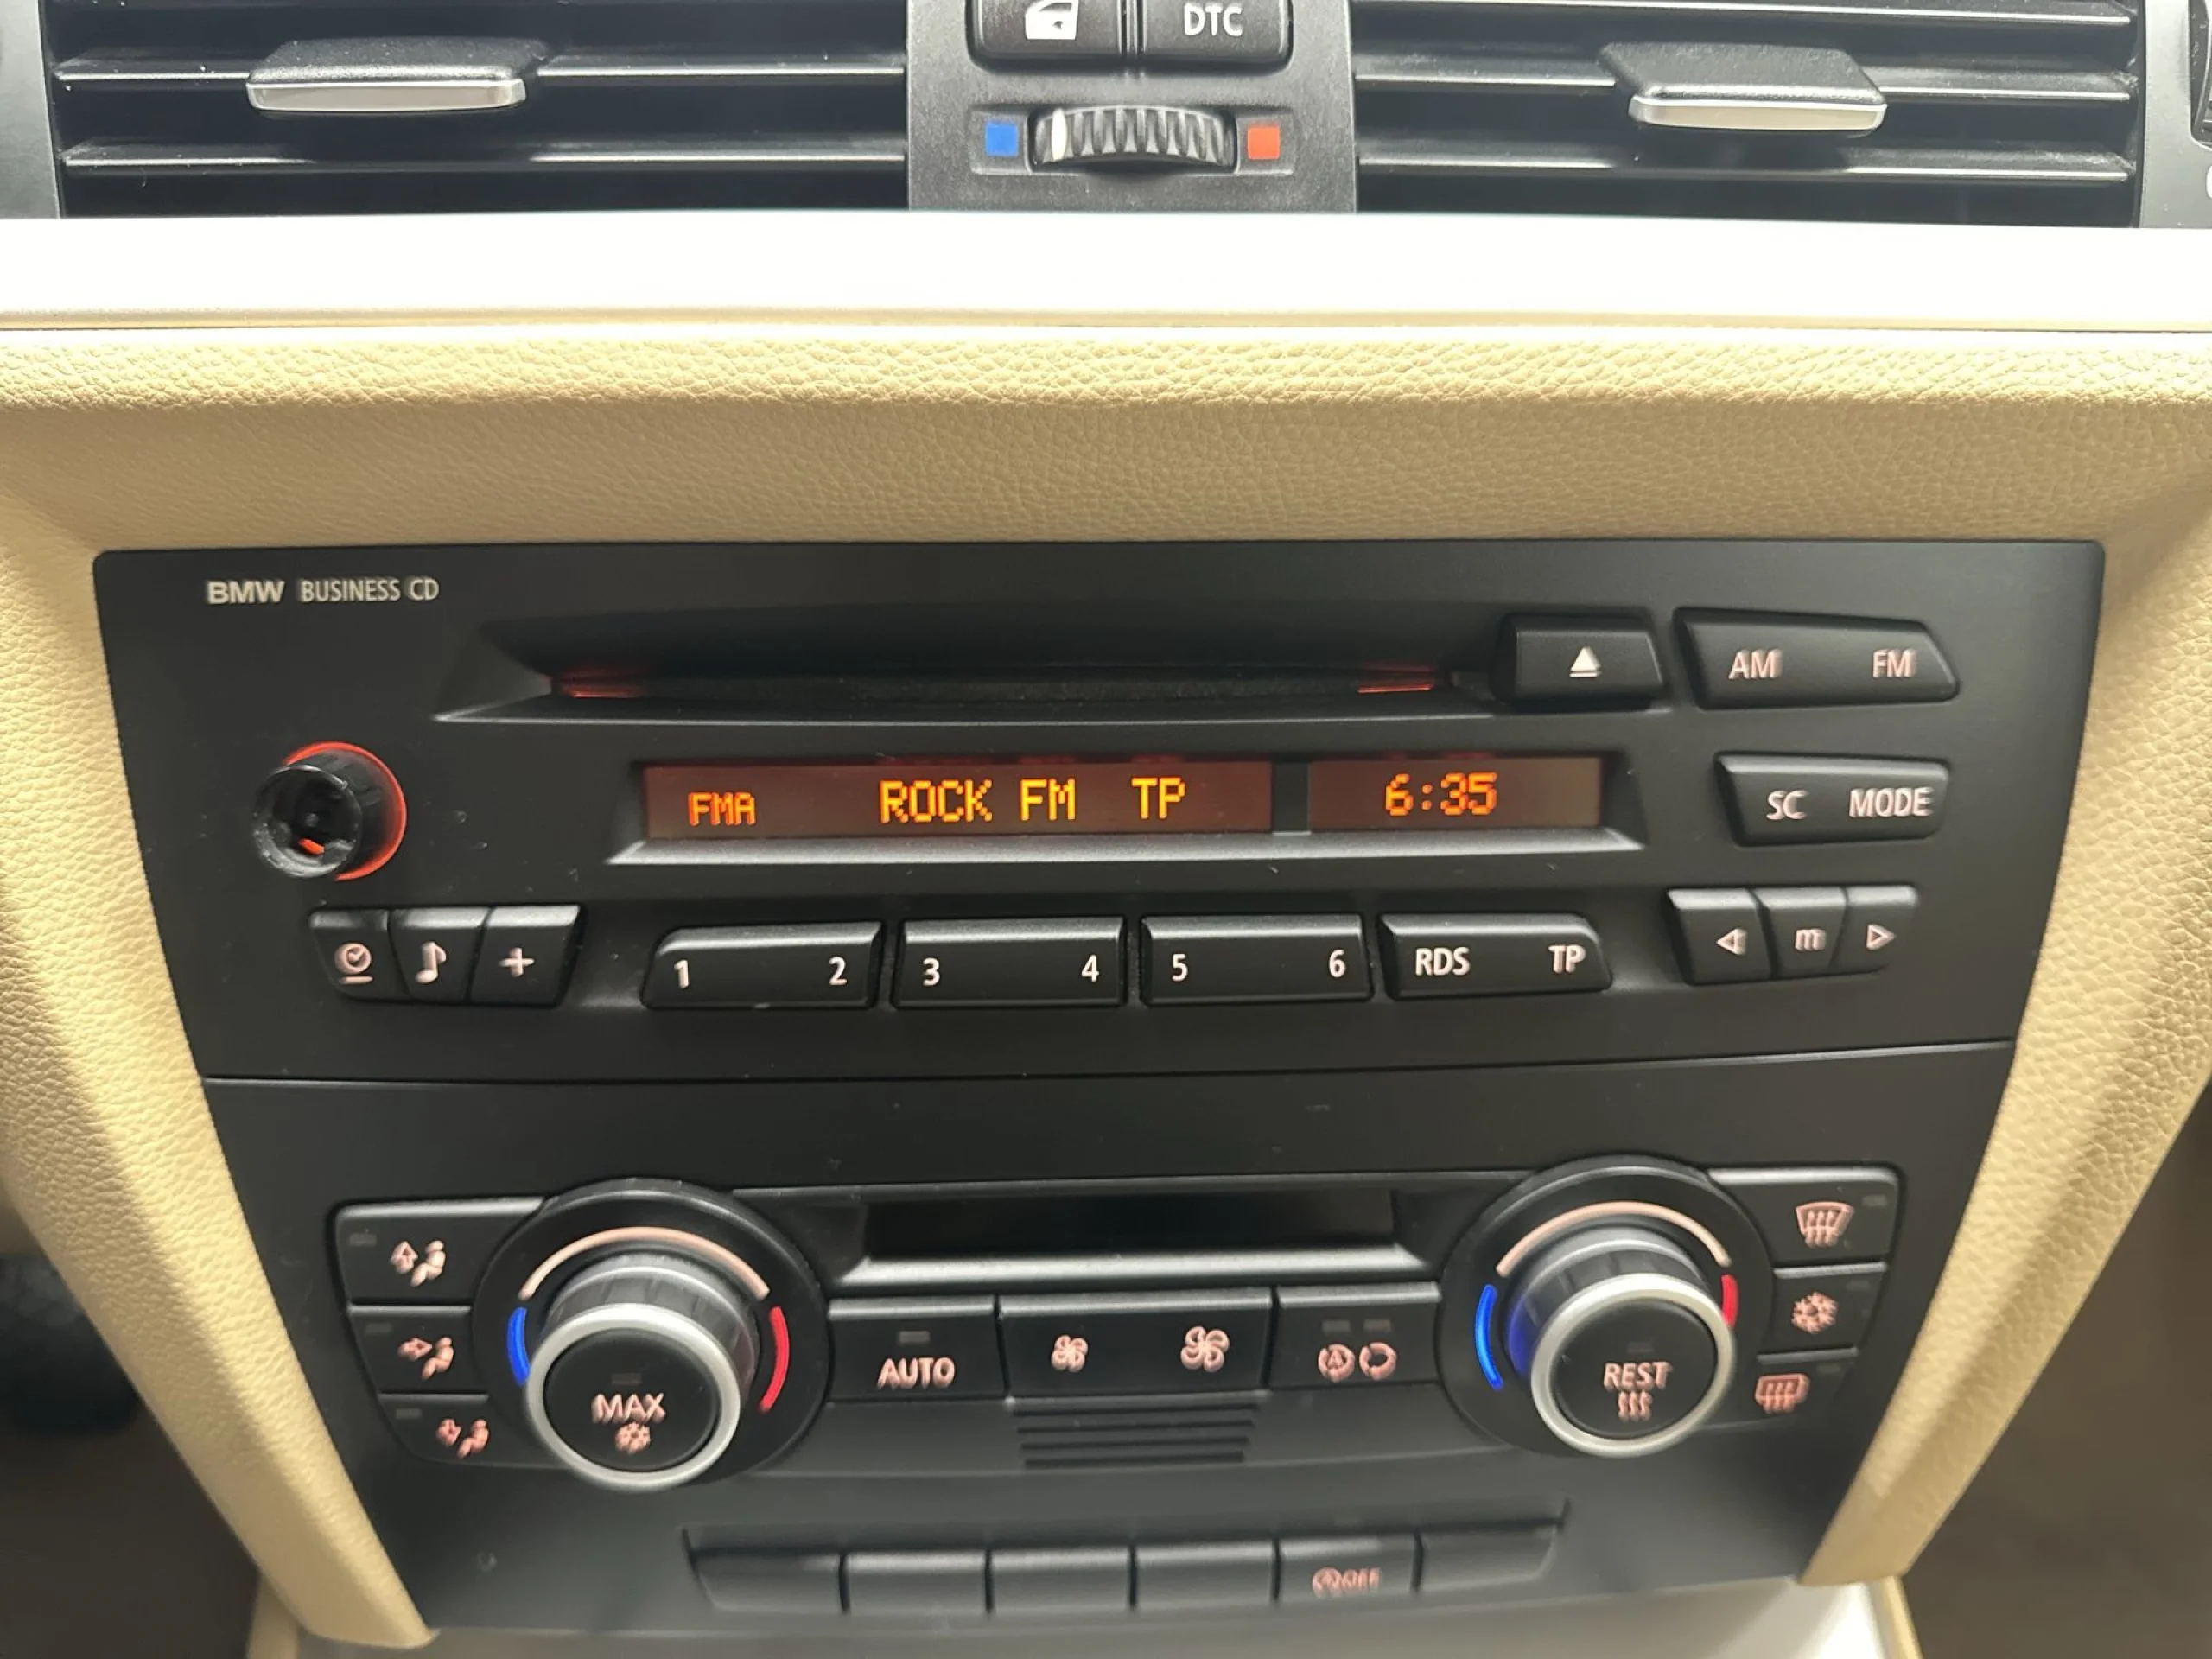 DTC
BMW BUSINESS CD
AM FM
FMA ROCK FM TP 6:35
SC MODE
1 2 3 4 5 6 RDS TP m
AUTO
MAX
REST
OFF